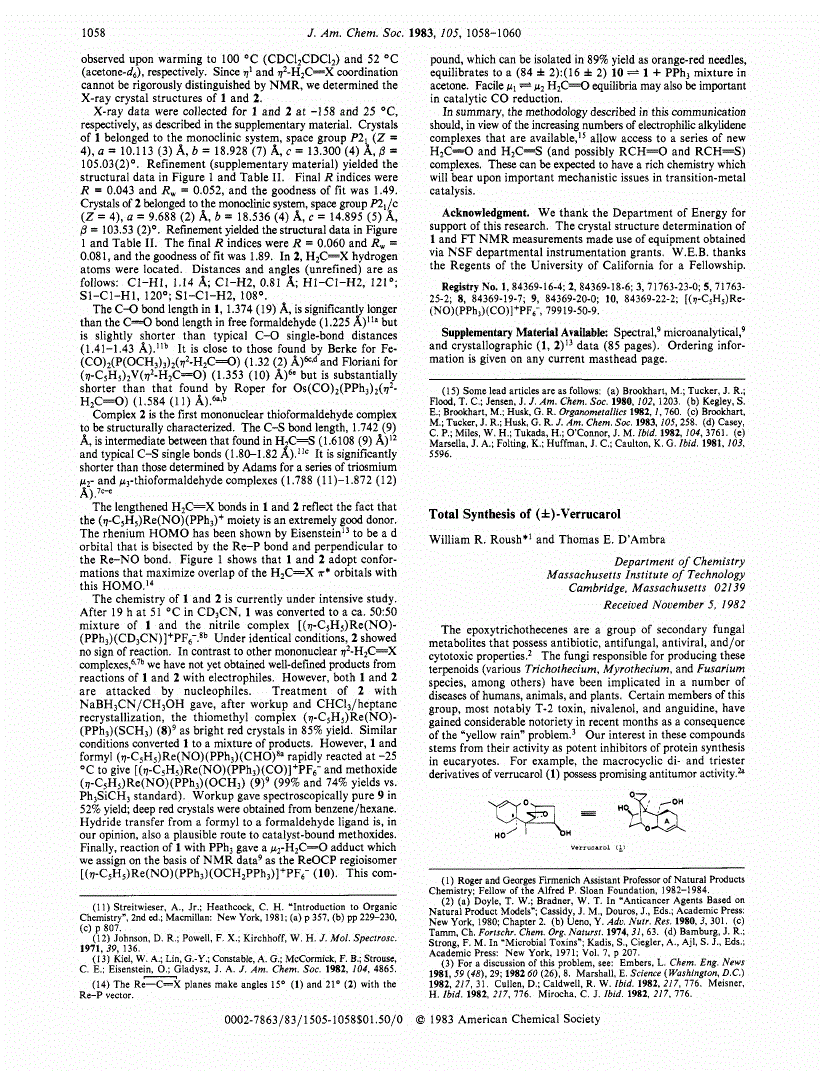 1058
J. Am. Chem. Soc. 1983, 105, 1058–1060
observed upon warming to 100 °C (CDCl₂CDCl₂) and 52 °C
(acetone-d₆), respectively. Since η¹ and η²-H₂C=X coordination
cannot be rigorously distinguished by NMR, we determined the
X-ray crystal structures of 1 and 2.
X-ray data were collected for 1 and 2 at −158 and 25 °C,
respectively, as described in the supplementary material. Crystals
of 1 belonged to the monoclinic system, space group P2₁ (Z =
4), a = 10.113 (3) Å, b = 18.928 (7) Å, c = 13.300 (4) Å, β =
105.03(2)°. Refinement (supplementary material) yielded the
structural data in Figure 1 and Table II. Final R indices were
R = 0.043 and Rw = 0.052, and the goodness of fit was 1.49.
Crystals of 2 belonged to the monoclinic system, space group P2₁/c
(Z = 4), a = 9.688 (2) Å, b = 18.536 (4) Å, c = 14.895 (5) Å,
β = 103.53 (2)°. Refinement yielded the structural data in Figure
1 and Table II. The final R indices were R = 0.060 and Rw =
0.081, and the goodness of fit was 1.89. In 2, H₂C=X hydrogen
atoms were located. Distances and angles (unrefined) are as
follows: C1-H1, 1.14 Å; C1-H2, 0.81 Å; H1-C1-H2, 121°;
S1-C1-H1, 120°; S1-C1-H2, 108°.
The C-O bond length in 1, 1.374 (19) Å, is significantly longer
than the C=O bond length in free formaldehyde (1.225 Å)¹¹ᵃ but
is slightly shorter than typical C-O single-bond distances
(1.41–1.43 Å).¹¹ᵇ It is close to those found by Berke for Fe-
(CO)₂(P(OCH₃)₃)₂(η²-H₂C=O) (1.32 (2) Å)⁶ᶜ,ᵈ and Floriani for
(η-C₅H₅)₂V(η²-H₂C=O) (1.353 (10) Å)⁶ᵉ but is substantially
shorter than that found by Roper for Os(CO)₂(PPh₃)₂(η²-
H₂C=O) (1.584 (11) Å).⁶ᵃ,ᵇ
Complex 2 is the first mononuclear thioformaldehyde complex
to be structurally characterized. The C-S bond length, 1.742 (9)
Å, is intermediate between that found in H₂C=S (1.6108 (9) Å)¹²
and typical C-S single bonds (1.80–1.82 Å).¹¹ᶜ It is significantly
shorter than those determined by Adams for a series of triosmium
μ₂- and μ₃-thioformaldehyde complexes (1.788 (11)–1.872 (12)
Å).⁷ᶜ⁻ᵉ
The lengthened H₂C=X bonds in 1 and 2 reflect the fact that
the (η-C₅H₅)Re(NO)(PPh₃)⁺ moiety is an extremely good donor.
The rhenium HOMO has been shown by Eisenstein¹³ to be a d
orbital that is bisected by the Re-P bond and perpendicular to
the Re-NO bond. Figure 1 shows that 1 and 2 adopt confor-
mations that maximize overlap of the H₂C=X π* orbitals with
this HOMO.¹⁴
The chemistry of 1 and 2 is currently under intensive study.
After 19 h at 51 °C in CD₃CN, 1 was converted to a ca. 50:50
mixture of 1 and the nitrile complex [(η-C₅H₅)Re(NO)-
(PPh₃)(CD₃CN)]⁺PF₆⁻.⁸ᵇ Under identical conditions, 2 showed
no sign of reaction. In contrast to other mononuclear η²-H₂C=X
complexes,⁶,⁷ᵇ we have not yet obtained well-defined products from
reactions of 1 and 2 with electrophiles. However, both 1 and 2
are attacked by nucleophiles. Treatment of 2 with
NaBH₃CN/CH₃OH gave, after workup and CHCl₃/heptane
recrystallization, the thiomethyl complex (η-C₅H₅)Re(NO)-
(PPh₃)(SCH₃) (8)⁹ as bright red crystals in 85% yield. Similar
conditions converted 1 to a mixture of products. However, 1 and
formyl (η-C₅H₅)Re(NO)(PPh₃)(CHO)⁸ᵃ rapidly reacted at −25
°C to give [(η-C₅H₅)Re(NO)(PPh₃)(CO)]⁺PF₆⁻ and methoxide
(η-C₅H₅)Re(NO)(PPh₃)(OCH₃) (9)⁹ (99% and 74% yields vs.
Ph₃SiCH₃ standard). Workup gave spectroscopically pure 9 in
52% yield; deep red crystals were obtained from benzene/hexane.
Hydride transfer from a formyl to a formaldehyde ligand is, in
our opinion, also a plausible route to catalyst-bound methoxides.
Finally, reaction of 1 with PPh₃ gave a μ₂-H₂C=O adduct which
we assign on the basis of NMR data⁹ as the ReOCP regioisomer
[(η-C₅H₅)Re(NO)(PPh₃)(OCH₂PPh₃)]⁺PF₆⁻ (10). This com-
(11) Streitwieser, A., Jr.; Heathcock, C. H. "Introduction to Organic
Chemistry", 2nd ed.; Macmillan: New York, 1981; (a) p 357, (b) pp 229–230,
(c) p 807.
(12) Johnson, D. R.; Powell, F. X.; Kirchhoff, W. H. J. Mol. Spectrosc.
1971, 39, 136.
(13) Kiel, W. A.; Lin, G.-Y.; Constable, A. G.; McCormick, F. B.; Strouse,
C. E.; Eisenstein, O.; Gladysz, J. A. J. Am. Chem. Soc. 1982, 104, 4865.
(14) The Re-C=X planes make angles 15° (1) and 21° (2) with the
Re-P vector.
pound, which can be isolated in 89% yield as orange-red needles,
equilibrates to a (84 ± 2):(16 ± 2) 10 ⇌ 1 + PPh₃ mixture in
acetone. Facile μ₁ ⇌ μ₂ H₂C=O equilibria may also be important
in catalytic CO reduction.
In summary, the methodology described in this communication
should, in view of the increasing numbers of electrophilic alkylidene
complexes that are available,¹⁵ allow access to a series of new
H₂C=O and H₂C=S (and possibly RCH=O and RCH=S)
complexes. These can be expected to have a rich chemistry which
will bear upon important mechanistic issues in transition-metal
catalysis.
Acknowledgment. We thank the Department of Energy for
support of this research. The crystal structure determination of
1 and FT NMR measurements made use of equipment obtained
via NSF departmental instrumentation grants. W.E.B. thanks
the Regents of the University of California for a Fellowship.
Registry No. 1, 84369-16-4; 2, 84369-18-6; 3, 71763-23-0; 5, 71763-
25-2; 8, 84369-19-7; 9, 84369-20-0; 10, 84369-22-2; [(η-C₅H₅)Re-
(NO)(PPh₃)(CO)]⁺PF₆⁻, 79919-50-9.
Supplementary Material Available: Spectral,⁹ microanalytical,⁹
and crystallographic (1, 2)¹³ data (85 pages). Ordering infor-
mation is given on any current masthead page.
(15) Some lead articles are as follows: (a) Brookhart, M.; Tucker, J. R.;
Flood, T. C.; Jensen, J. J. Am. Chem. Soc. 1980, 102, 1203. (b) Kegley, S.
E.; Brookhart, M.; Husk, G. R. Organometallics 1982, 1, 760. (c) Brookhart,
M.; Tucker, J. R.; Husk, G. R. J. Am. Chem. Soc. 1983, 105, 258. (d) Casey,
C. P.; Miles, W. H.; Tukada, H.; O'Connor, J. M. Ibid. 1982, 104, 3761. (e)
Marsella, J. A.; Folting, K.; Huffman, J. C.; Caulton, K. G. Ibid. 1981, 103,
5596.
Total Synthesis of (±)-Verrucarol
William R. Roush*¹ and Thomas E. D'Ambra
Department of Chemistry
Massachusetts Institute of Technology
Cambridge, Massachusetts 02139
Received November 5, 1982
The epoxytrichothecenes are a group of secondary fungal
metabolites that possess antibiotic, antifungal, antiviral, and/or
cytotoxic properties.² The fungi responsible for producing these
terpenoids (various Trichothecium, Myrothecium, and Fusarium
species, among others) have been implicated in a number of
diseases of humans, animals, and plants. Certain members of this
group, most notably T-2 toxin, nivalenol, and anguidine, have
gained considerable notoriety in recent months as a consequence
of the "yellow rain" problem.³ Our interest in these compounds
stems from their activity as potent inhibitors of protein synthesis
in eucaryotes. For example, the macrocyclic di- and triester
derivatives of verrucarol (1) possess promising antitumor activity.²ᵃ
O
O
HO
OH
≡
O
HO
OH
O
A
Verrucarol (1)
(1) Roger and Georges Firmenich Assistant Professor of Natural Products
Chemistry; Fellow of the Alfred P. Sloan Foundation, 1982–1984.
(2) (a) Doyle, T. W.; Bradner, W. T. In "Anticancer Agents Based on
Natural Product Models"; Cassidy, J. M., Douros, J., Eds.; Academic Press:
New York, 1980; Chapter 2. (b) Ueno, Y. Adv. Nutr. Res. 1980, 3, 301. (c)
Tamm, Ch. Fortschr. Chem. Org. Naturst. 1974, 31, 63. (d) Bamburg, J. R.;
Strong, F. M. In "Microbial Toxins"; Kadis, S., Ciegler, A., Ajl, S. J., Eds.;
Academic Press: New York, 1971; Vol. 7, p 207.
(3) For a discussion of this problem, see: Embers, L. Chem. Eng. News
1981, 59 (48), 29; 1982 60 (26), 8. Marshall, E. Science (Washington, D.C.)
1982, 217, 31. Cullen, D.; Caldwell, R. W. Ibid. 1982, 217, 776. Meisner,
H. Ibid. 1982, 217, 776. Mirocha, C. J. Ibid. 1982, 217, 776.
0002-7863/83/1505-1058$01.50/0 © 1983 American Chemical Society